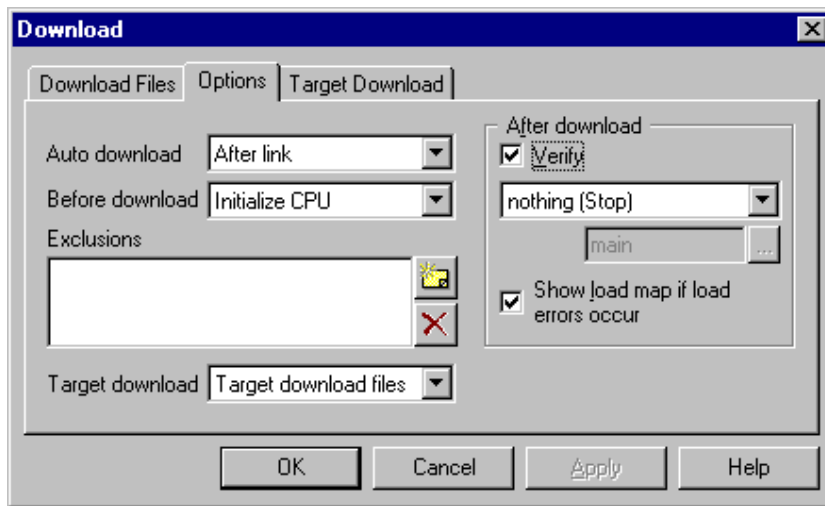 Download
Download Files
Options
Target Download
Auto download
After link
Before download
Initialize CPU
Exclusions
Target download
Target download files
After download
Verify
nothing (Stop)
main
...
Show load map if load
errors occur
OK
Cancel
Apply
Help